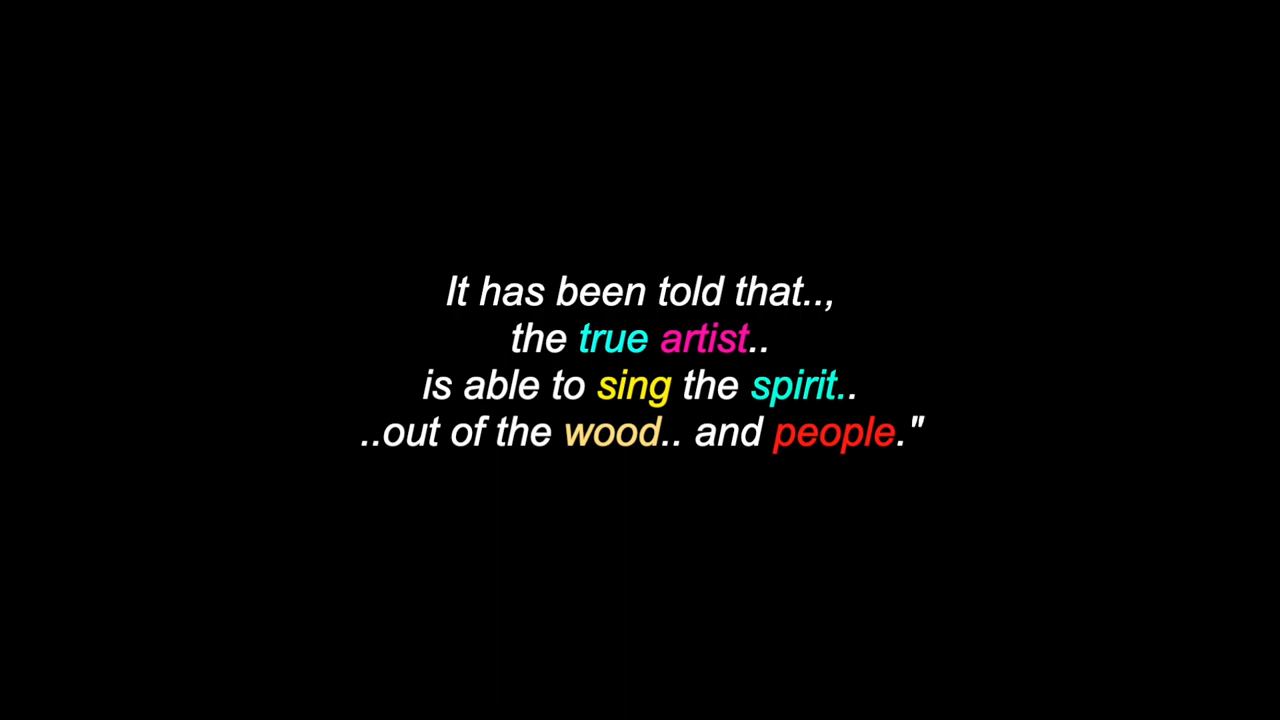 It has been told that..,
the true artist..
is able to sing the spirit..
..out of the wood.. and people."